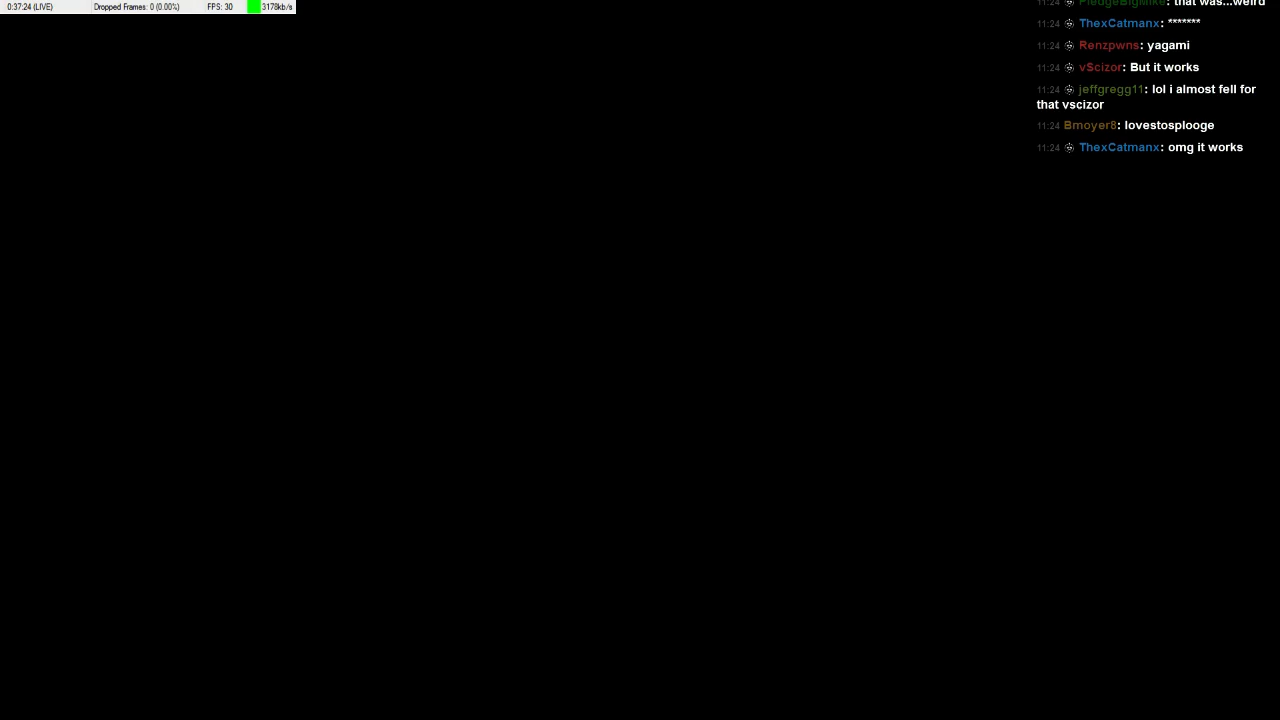 0:37:24 (LIVE) Dropped Frames: 0 (0.00%) FPS: 30 3178kb/s
11:24 PledgeBigMike: that was...weird
11:24 ThexCatmanx: *******
11:24 Renzpwns: yagami
11:24 vScizor: But it works
11:24 jeffgregg11: lol i almost fell for
that vscizor
11:24 Bmoyer8: lovestosplooge
11:24 ThexCatmanx: omg it works